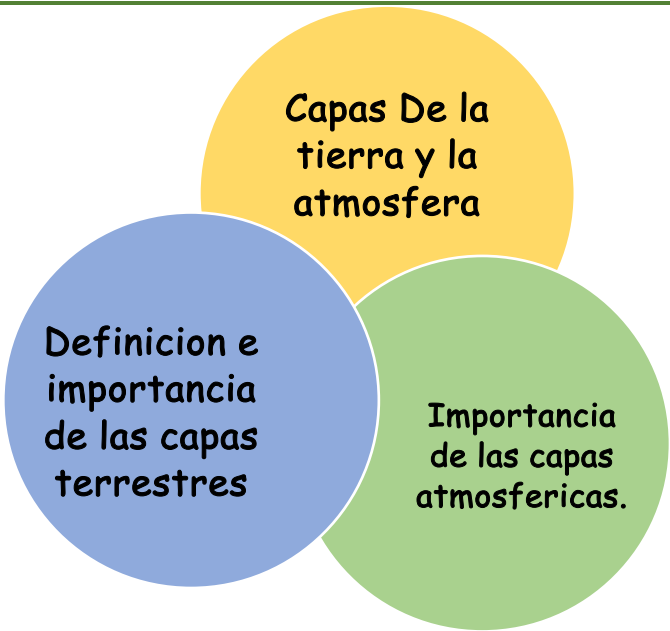 Capas De la
tierra y la
atmosfera
Definicion e
importancia
de las capas
terrestres
Importancia
de las capas
atmosfericas.